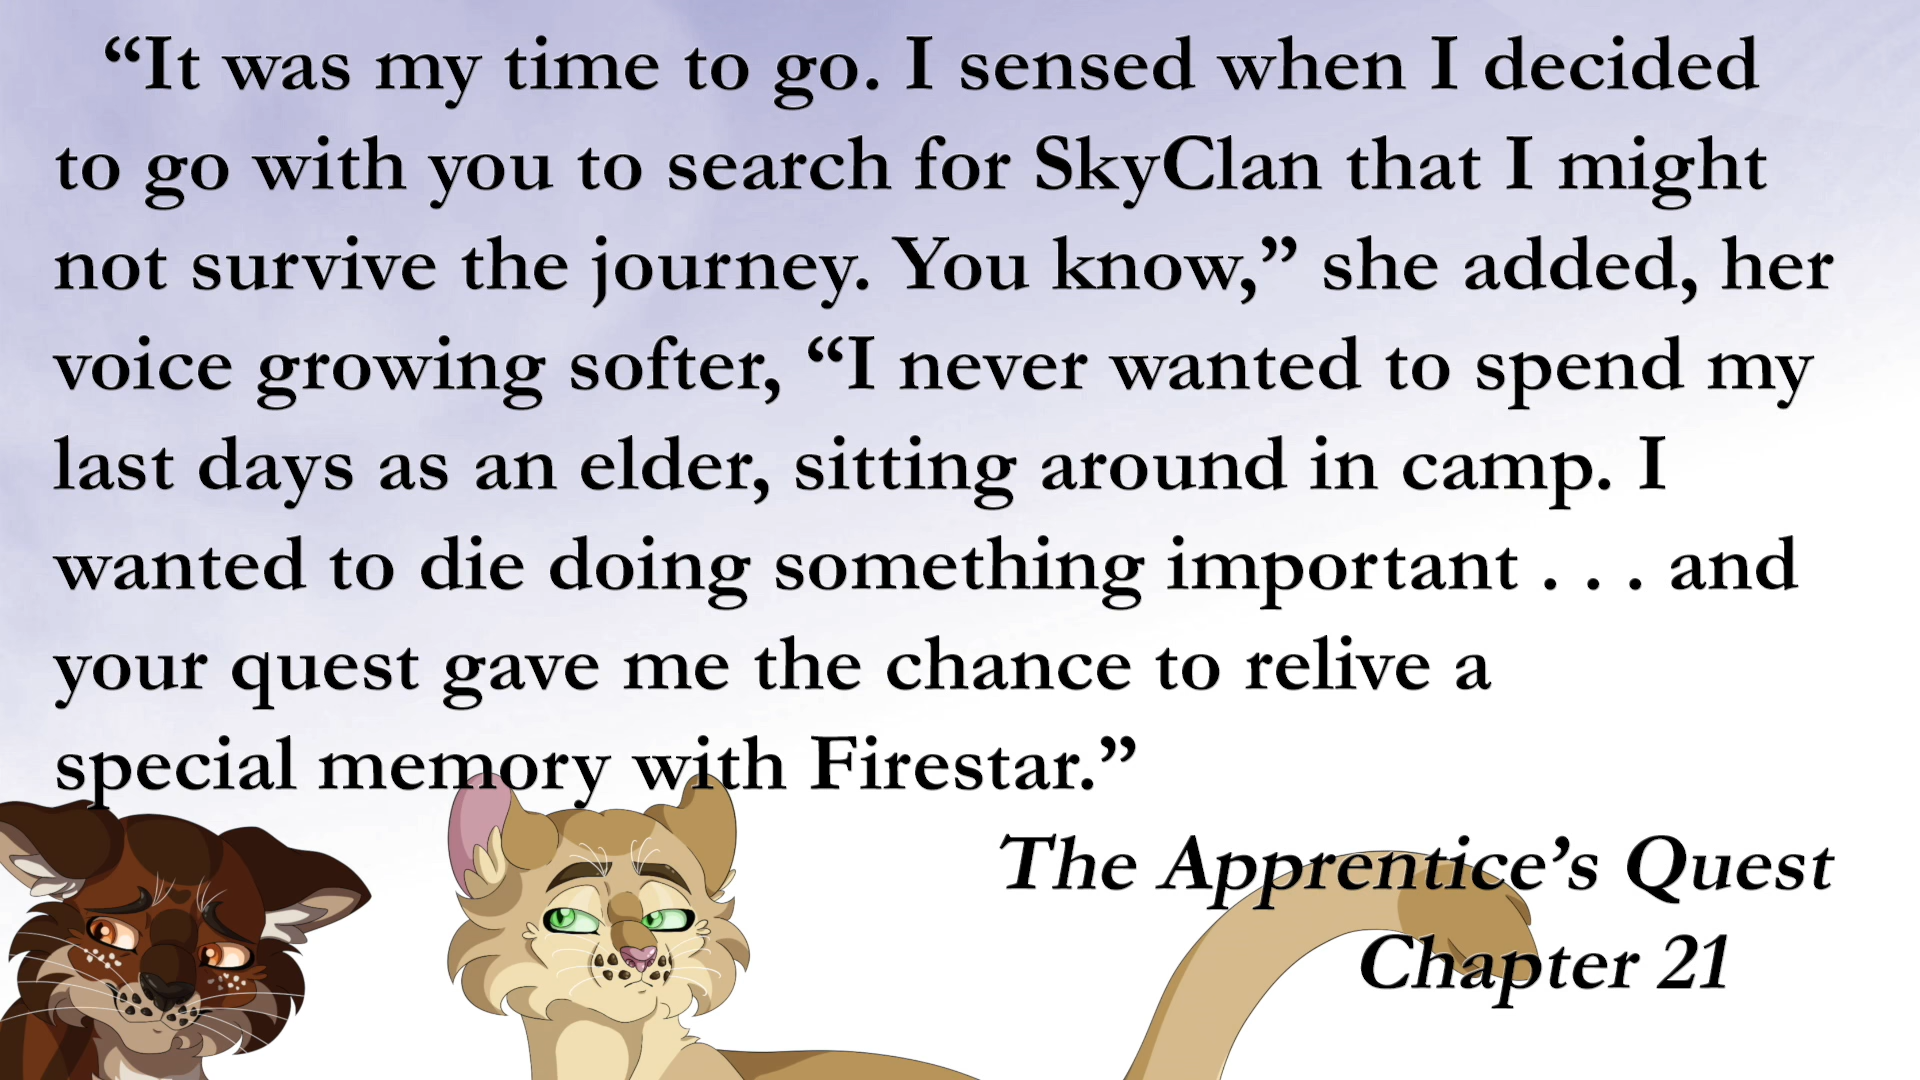 “It was my time to go. I sensed when I decided
to go with you to search for SkyClan that I might
not survive the journey. You know,” she added, her
voice growing softer, “I never wanted to spend my
last days as an elder, sitting around in camp. I
wanted to die doing something important . . . and
your quest gave me the chance to relive a
special memory with Firestar.”
The Apprentice’s Quest
Chapter 21